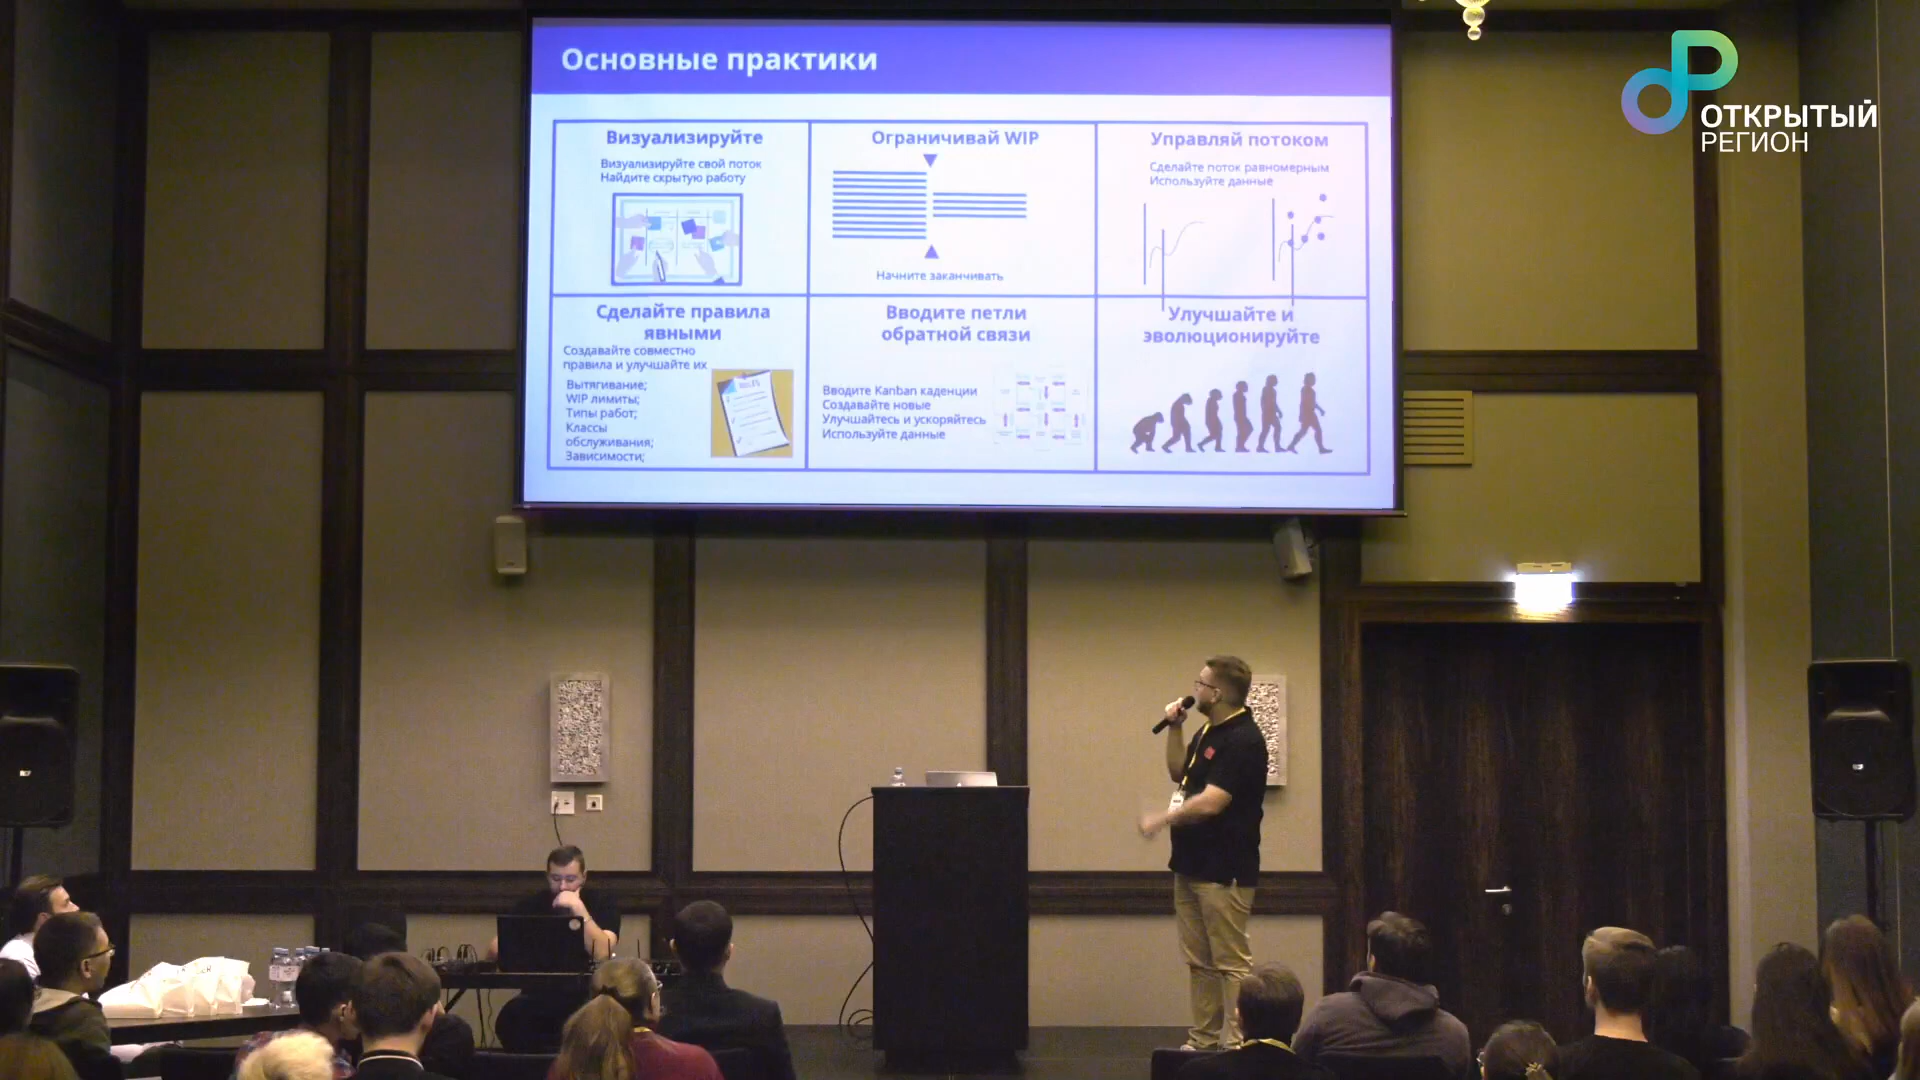 Основные практики
Визуализируйте
Визуализируйте свой поток
Найдите скрытую работу
Ограничивай WIP
Начните заканчивать
Управляй потоком
Сделайте поток равномерным
Используйте данные
Сделайте правила
явными
Создавайте совместно
правила и улучшайте их
Вытягивание;
WIP лимиты;
Типы работ;
Классы
обслуживания;
Зависимости;
Вводите петли
обратной связи
Вводите Kanban каденции
Создавайте новые
Улучшайтесь и ускоряйтесь
Используйте данные
Улучшайте и
эволюционируйте
ОТКРЫТЫЙ
РЕГИОН